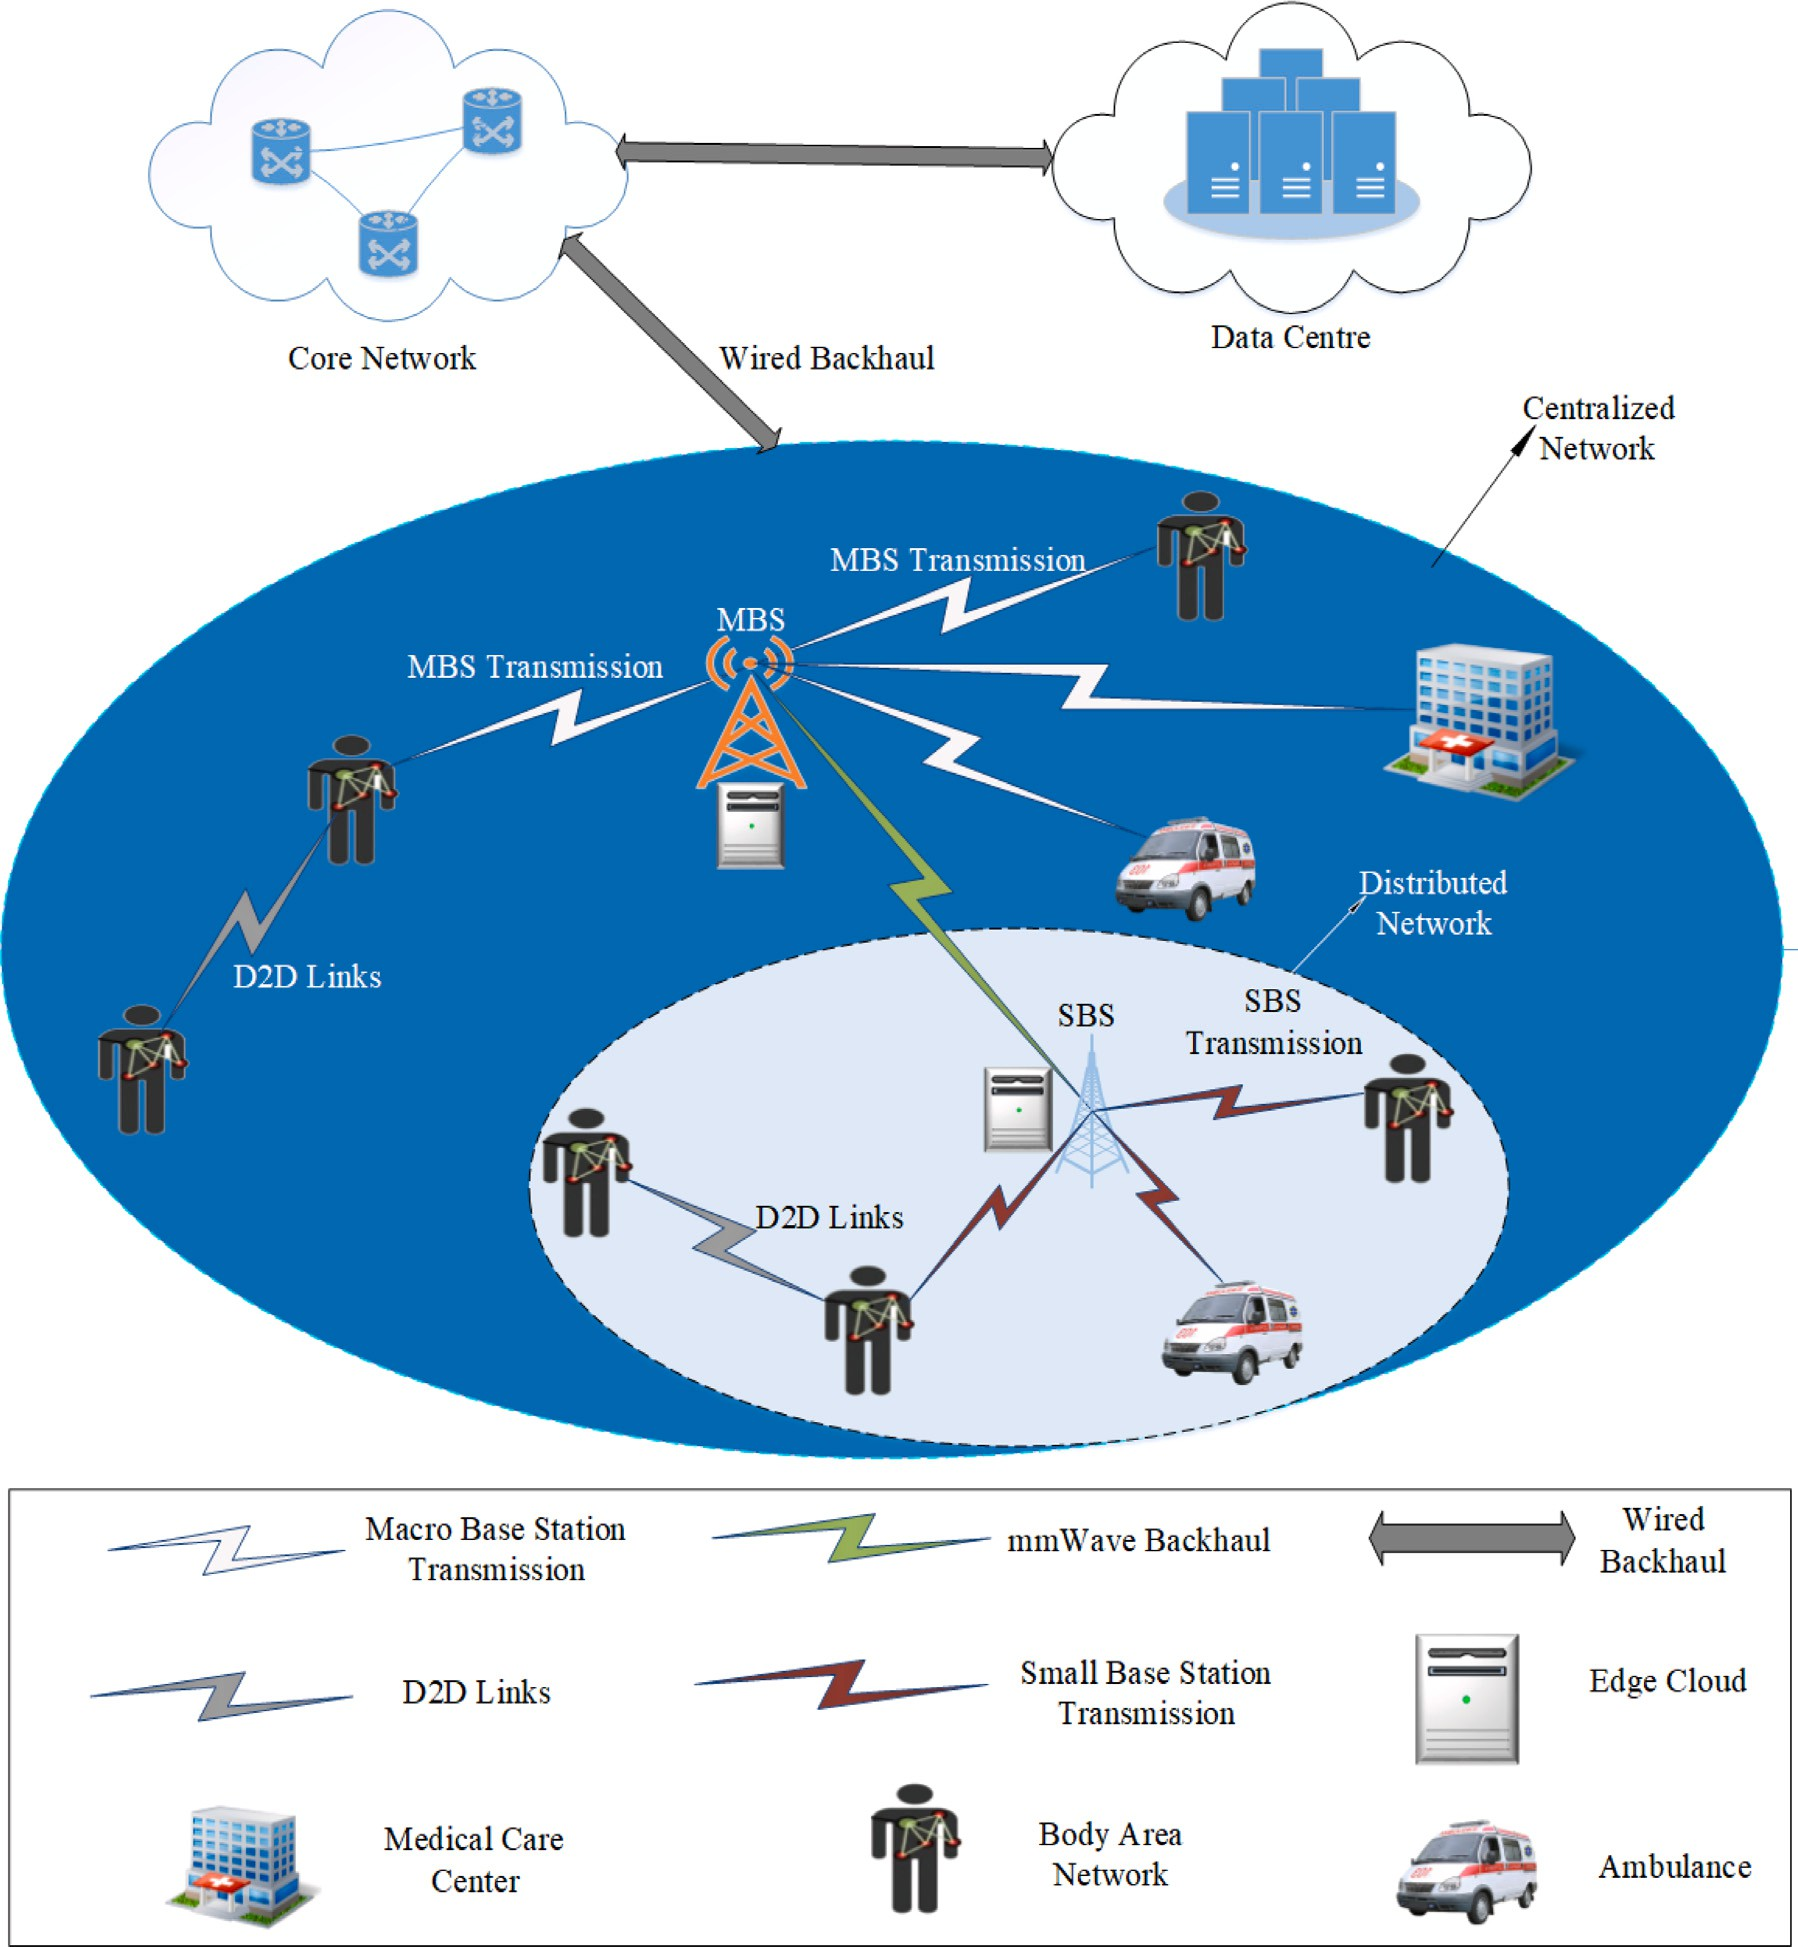 Core Network
Data Centre
Wired Backhaul
Centralized
Network
MBS Transmission
MBS
MBS Transmission
Distributed
Network
D2D Links
SBS
SBS
Transmission
D2D Links
Macro Base Station
Transmission
mmWave Backhaul
Wired
Backhaul
D2D Links
Small Base Station
Transmission
Edge Cloud
Medical Care
Center
Body Area
Network
Ambulance